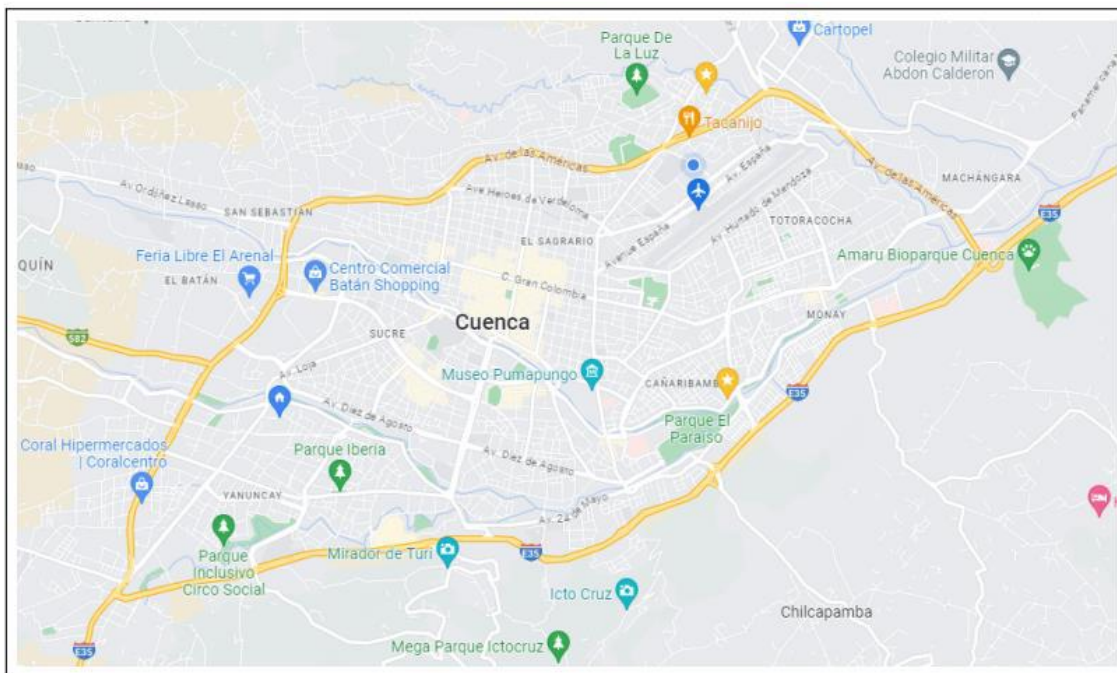 Cartopel
Parque De
La Luz
Colegio Militar
Abdon Calderon
Tacanijo
Av. de las Américas
Av. España
MACHÁNGARA
Av. de las Américas
Av Ordóñez Lasso
Ave Heroes de Verdeloma
Av. Hurtado de Mendoza
SAN SEBASTIÁN
TOTORACOCHA
E35
EL SAGRARIO
Avenue España
Amaru Bioparque Cuenca
Feria Libre El Arenal
QUÍN
EL BATÁN
Centro Comercial
Batán Shopping
C. Gran Colombia
MONAY
Cuenca
SUCRE
582
Av. Loja
Museo Pumapungo
CAÑARIBAMB
E35
Av. Diez de Agosto
Parque El
Paraíso
Coral Hipermercados
| Coralcentro
Parque Iberia
Av. Diez de Agosto
YANUNCAY
Av. 24 de Mayo
Parque
Inclusivo
Circo Social
Mirador de Turi
E35
Icto Cruz
Chilcapamba
Mega Parque Ictocruz
E35